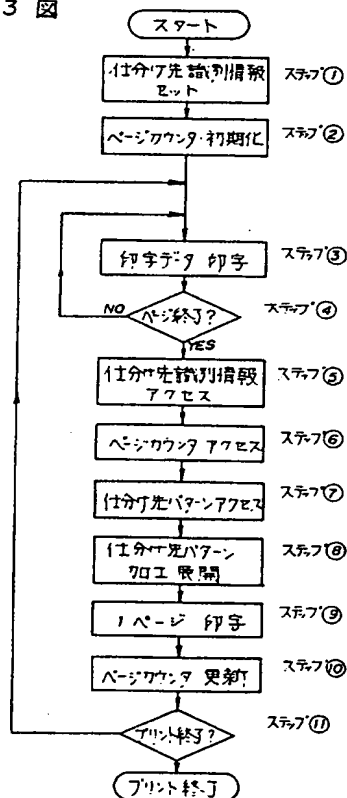 3 図
スタート
仕分け先識別情報
セット
ステップ①
ページカウンタ・初期化
ステップ②
印字データ 印字
ステップ③
ページ終了?
ステップ④
NO
YES
仕分け先識別情報
アクセス
ステップ⑤
ページカウンタ アクセス
ステップ⑥
仕分け先パターンアクセス
ステップ⑦
仕分け先パターン
加工 展開
ステップ⑧
1 ページ 印字
ステップ⑨
ページカウンタ 更新
ステップ⑩
プリント終了?
ステップ⑪
プリント終了